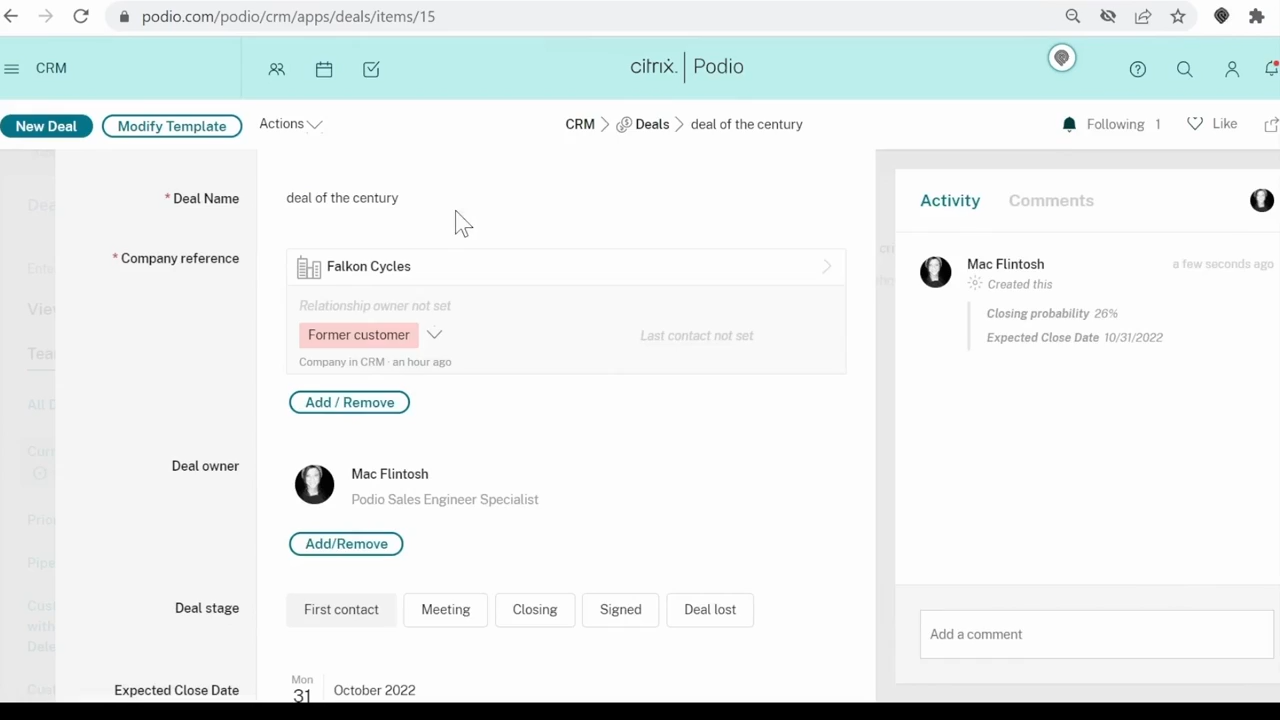 podio.com/podio/crm/apps/deals/items/15
CRM
citrix. | Podio
New Deal
Modify Template
Actions
CRM > Deals > deal of the century
Following 1
Like
* Deal Name
deal of the century
* Company reference
Falkon Cycles
Relationship owner not set
Former customer
Last contact not set
Company in CRM · an hour ago
Add / Remove
Deal owner
Mac Flintosh
Podio Sales Engineer Specialist
Add/Remove
Deal stage
First contact
Meeting
Closing
Signed
Deal lost
Expected Close Date
Mon
31
October 2022
Activity
Comments
Mac Flintosh
a few seconds ago
Created this
Closing probability 26%
Expected Close Date 10/31/2022
Add a comment